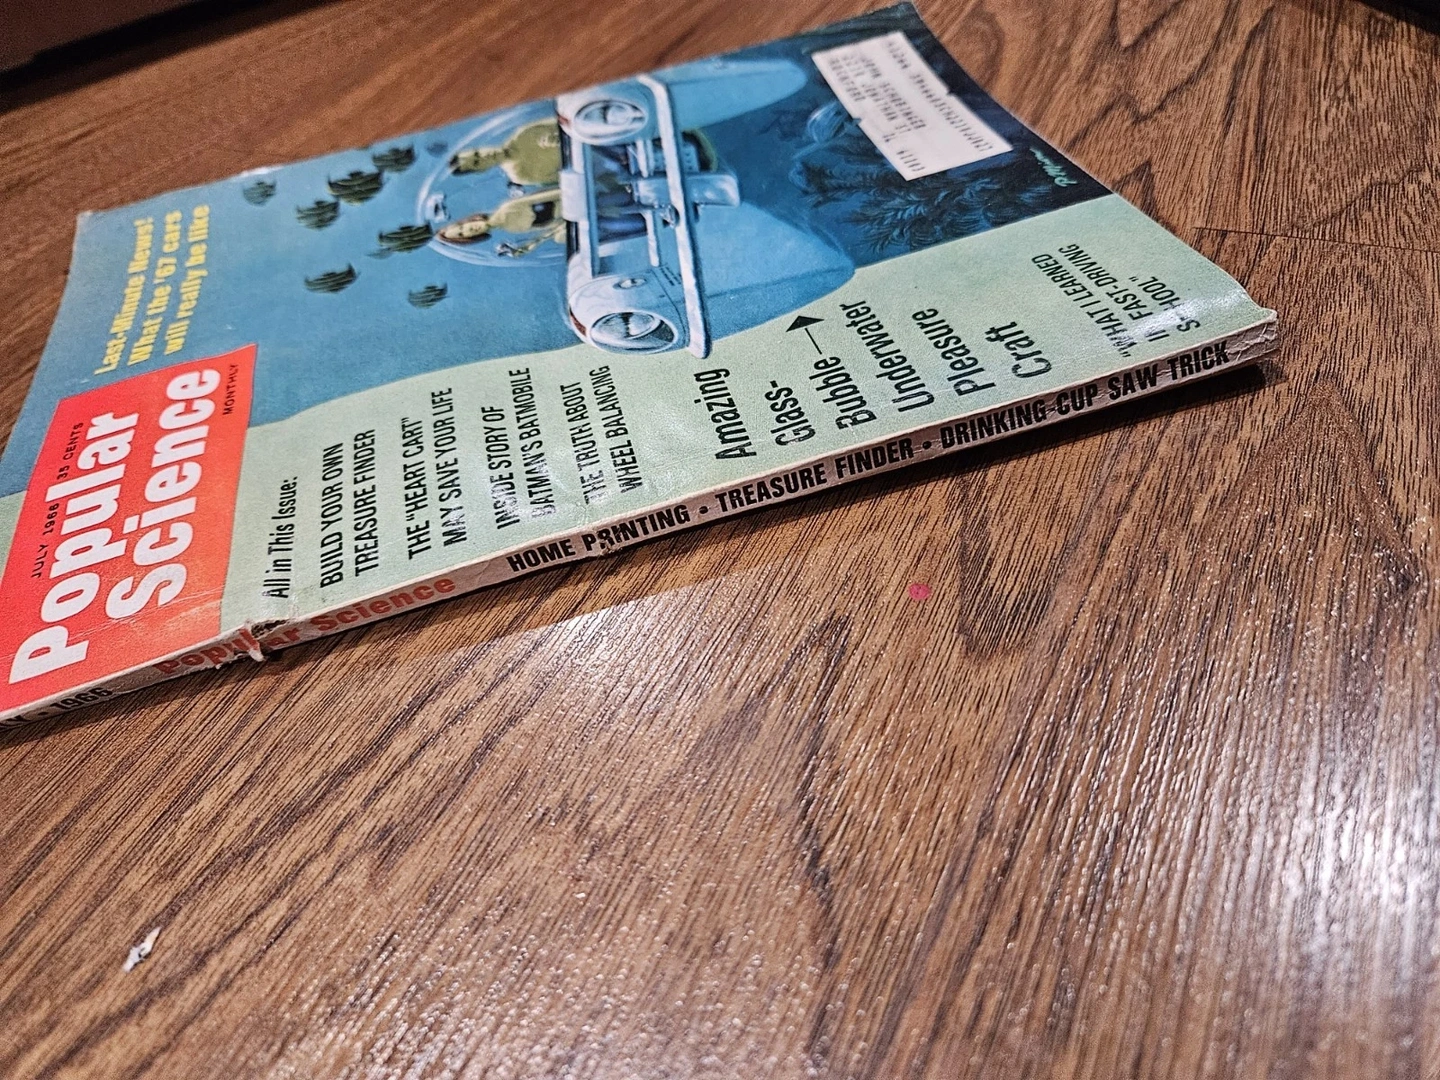 JULY 1966 35 CENTS
Popular
Science
MONTHLY
Last-Minute News!
What the '67 cars
will really be like
All in This Issue:
BUILD YOUR OWN
TREASURE FINDER
THE "HEART CART"
MAY SAVE YOUR LIFE
INSIDE STORY OF
BATMAN'S BATMOBILE
THE TRUTH ABOUT
WHEEL BALANCING
Amazing
Glass-
Bubble
Underwater
Pleasure
Craft
"WHAT I LEARNED
IN FAST-DRIVING
SCHOOL"
1966
Popular Science
HOME PRINTING • TREASURE FINDER • DRINKING-CUP SAW TRICK